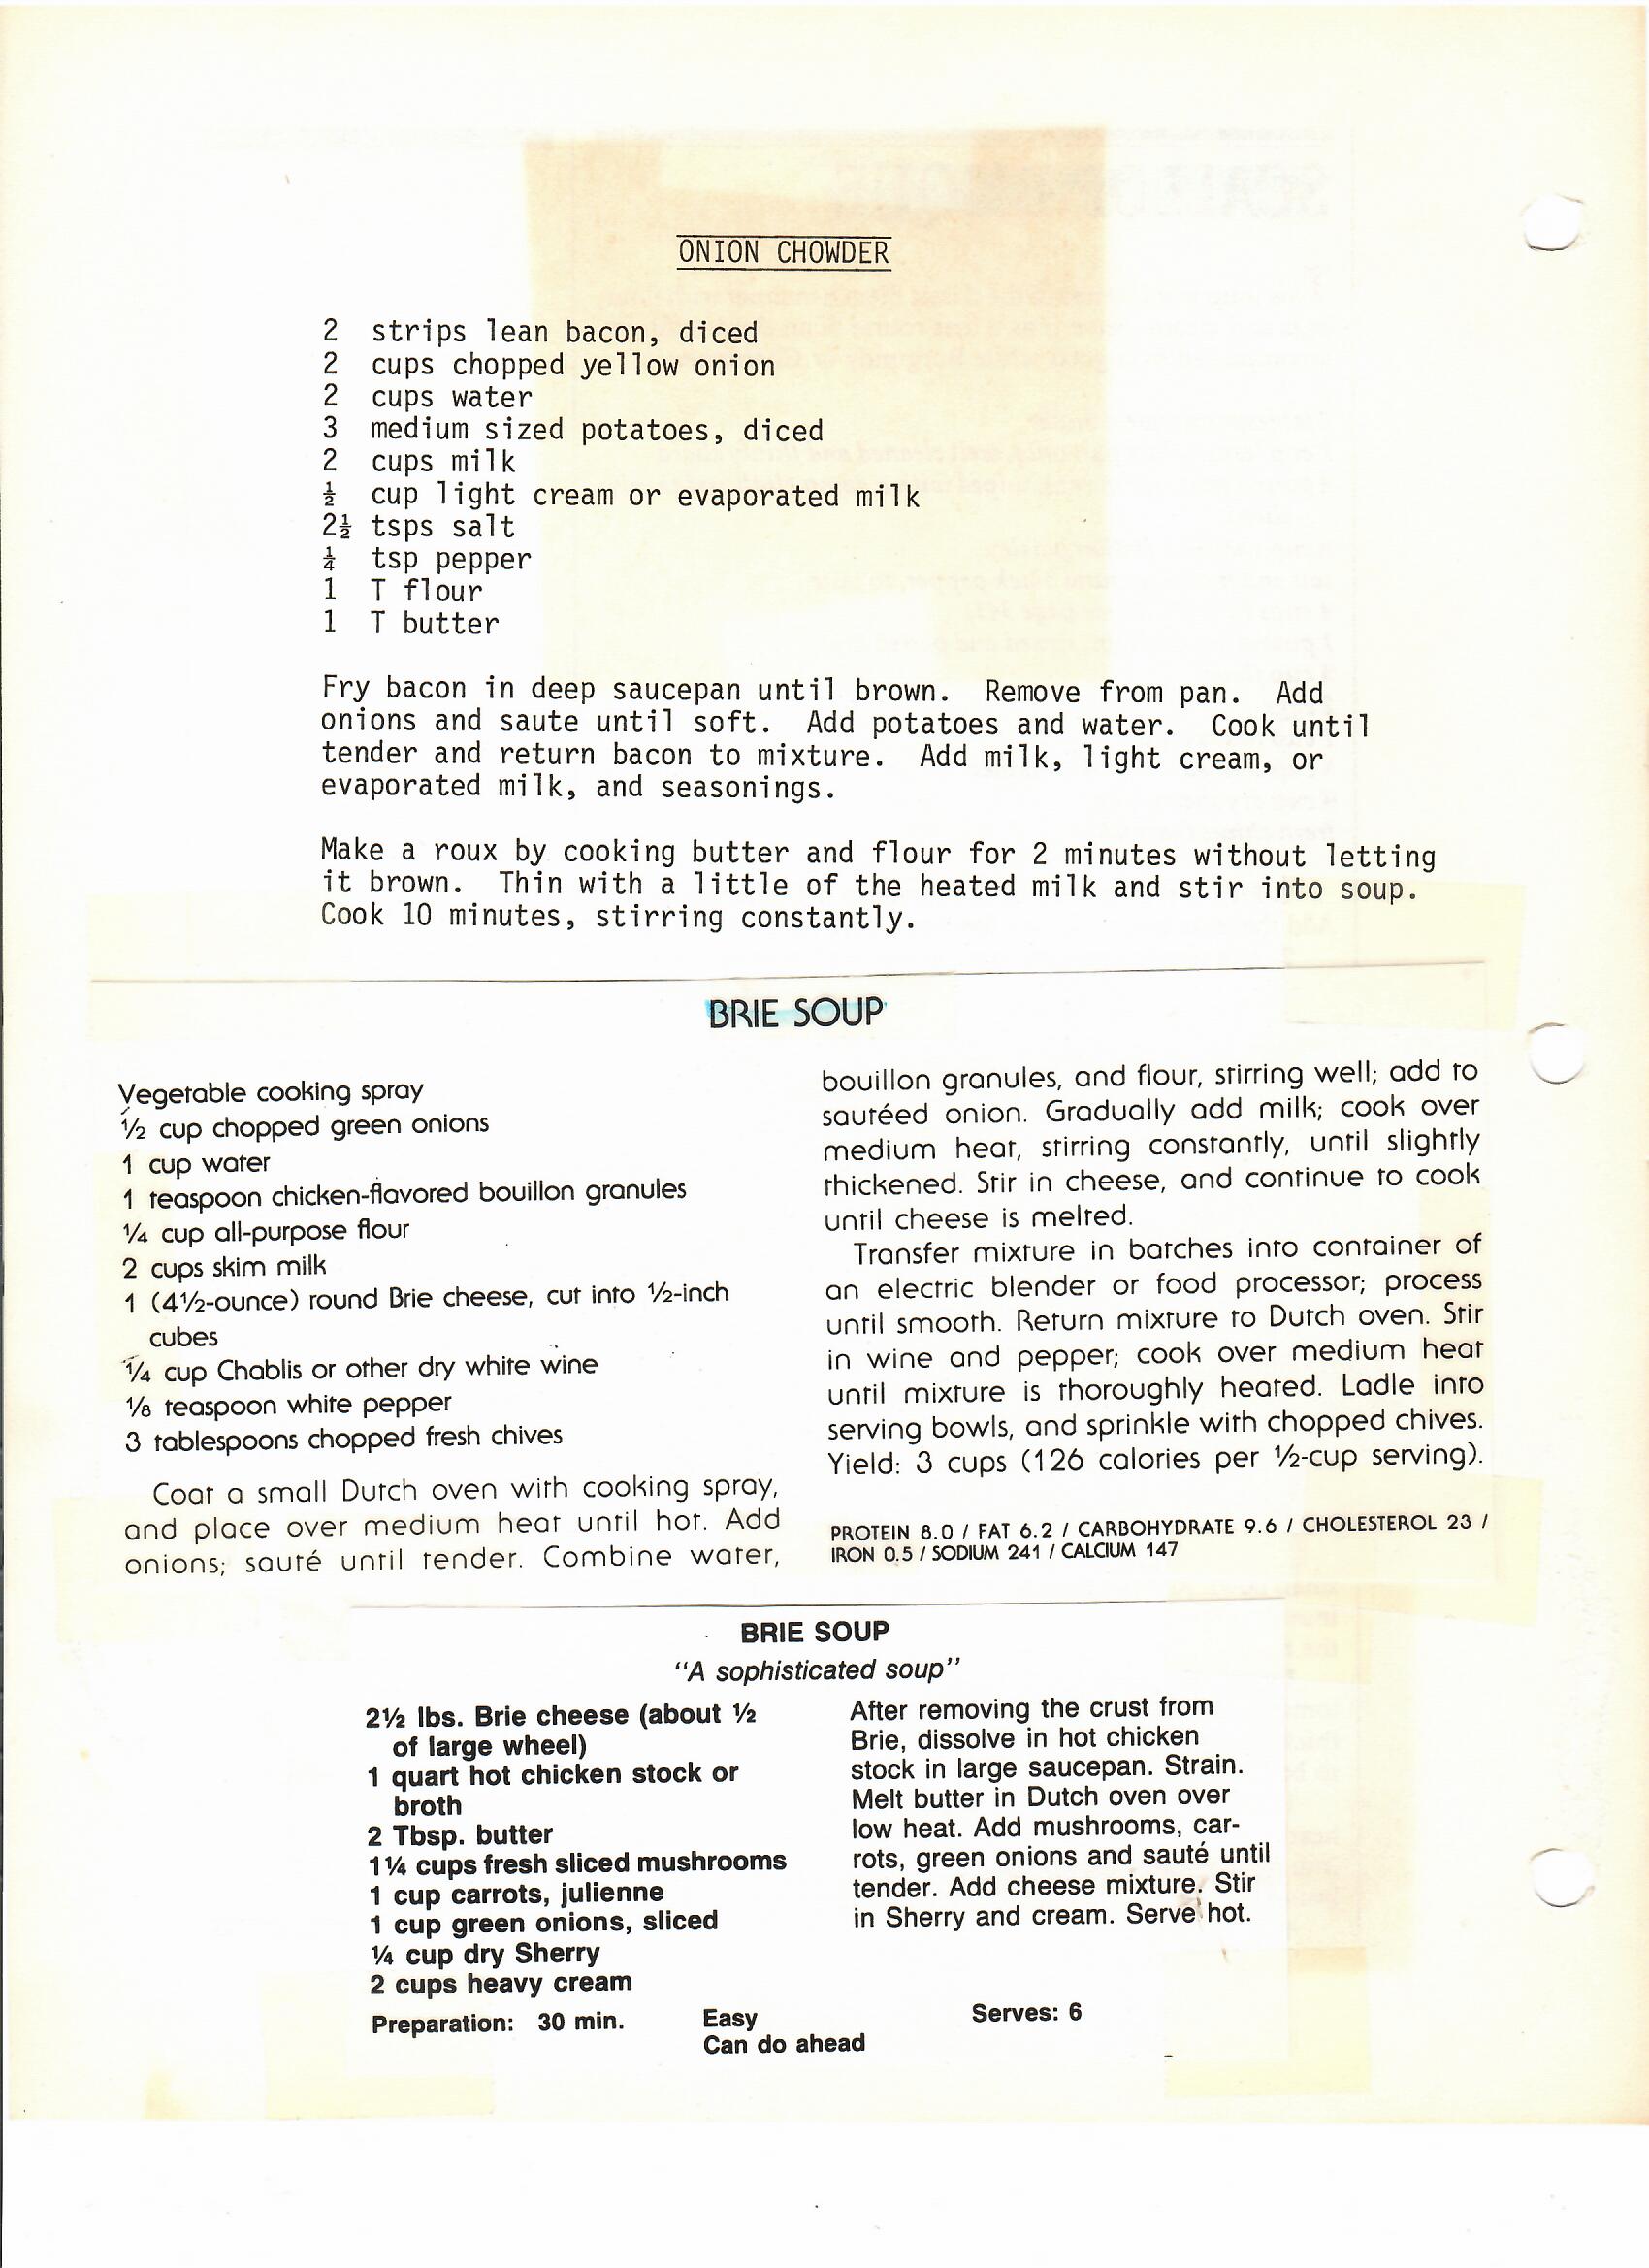 ONION CHOWDER
2 strips lean bacon, diced
2 cups chopped yellow onion
2 cups water
3 medium sized potatoes, diced
2 cups milk
½ cup light cream or evaporated milk
2½ tsps salt
¼ tsp pepper
1 T flour
1 T butter
Fry bacon in deep saucepan until brown. Remove from pan. Add
onions and saute until soft. Add potatoes and water. Cook until
tender and return bacon to mixture. Add milk, light cream, or
evaporated milk, and seasonings.
Make a roux by cooking butter and flour for 2 minutes without letting
it brown. Thin with a little of the heated milk and stir into soup.
Cook 10 minutes, stirring constantly.
BRIE SOUP
Vegetable cooking spray
½ cup chopped green onions
1 cup water
1 teaspoon chicken-flavored bouillon granules
¼ cup all-purpose flour
2 cups skim milk
1 (4½-ounce) round Brie cheese, cut into ½-inch
cubes
¼ cup Chablis or other dry white wine
⅛ teaspoon white pepper
3 tablespoons chopped fresh chives
Coat a small Dutch oven with cooking spray,
and place over medium heat until hot. Add
onions; sauté until tender. Combine water,
bouillon granules, and flour, stirring well; add to
sautéed onion. Gradually add milk; cook over
medium heat, stirring constantly, until slightly
thickened. Stir in cheese, and continue to cook
until cheese is melted.
Transfer mixture in batches into container of
an electric blender or food processor; process
until smooth. Return mixture to Dutch oven. Stir
in wine and pepper; cook over medium heat
until mixture is thoroughly heated. Ladle into
serving bowls, and sprinkle with chopped chives.
Yield: 3 cups (126 calories per ½-cup serving).
PROTEIN 8.0 / FAT 6.2 / CARBOHYDRATE 9.6 / CHOLESTEROL 23 /
IRON 0.5 / SODIUM 241 / CALCIUM 147
BRIE SOUP
"A sophisticated soup"
2½ lbs. Brie cheese (about ½
of large wheel)
1 quart hot chicken stock or
broth
2 Tbsp. butter
1¼ cups fresh sliced mushrooms
1 cup carrots, julienne
1 cup green onions, sliced
¼ cup dry Sherry
2 cups heavy cream
After removing the crust from
Brie, dissolve in hot chicken
stock in large saucepan. Strain.
Melt butter in Dutch oven over
low heat. Add mushrooms, car-
rots, green onions and sauté until
tender. Add cheese mixture. Stir
in Sherry and cream. Serve hot.
Preparation: 30 min.
Easy
Can do ahead
Serves: 6